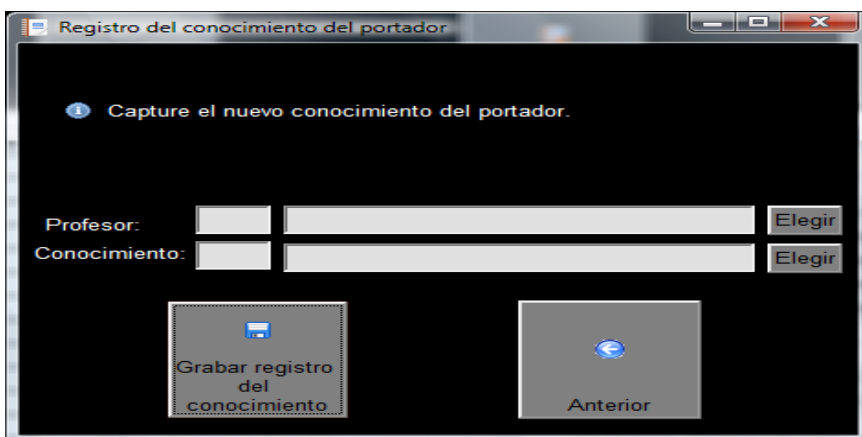 Registro del conocimiento del portador
Capture el nuevo conocimiento del portador.
Profesor:
Elegir
Conocimiento:
Elegir
Grabar registro
del
conocimiento
Anterior